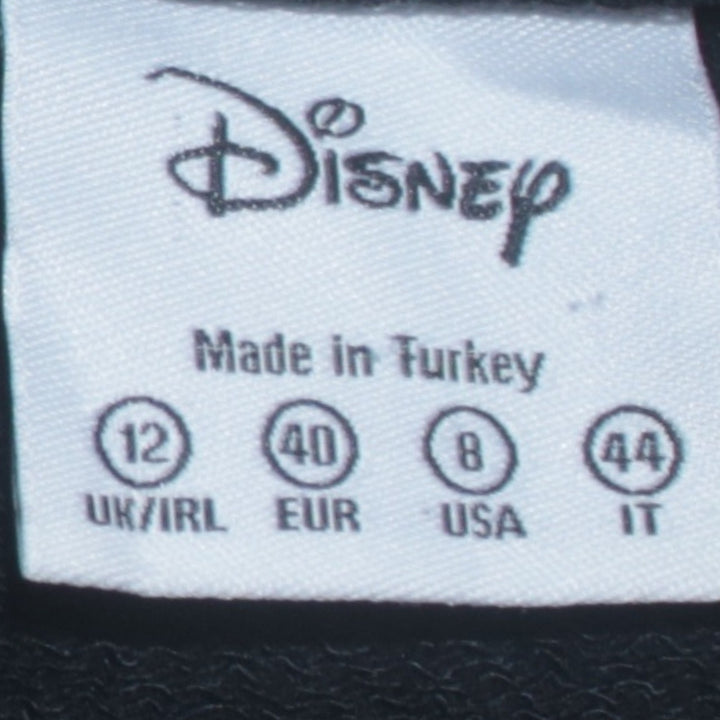 Disney
Made in Turkey
12 40 8 44
UK/IRL EUR USA IT